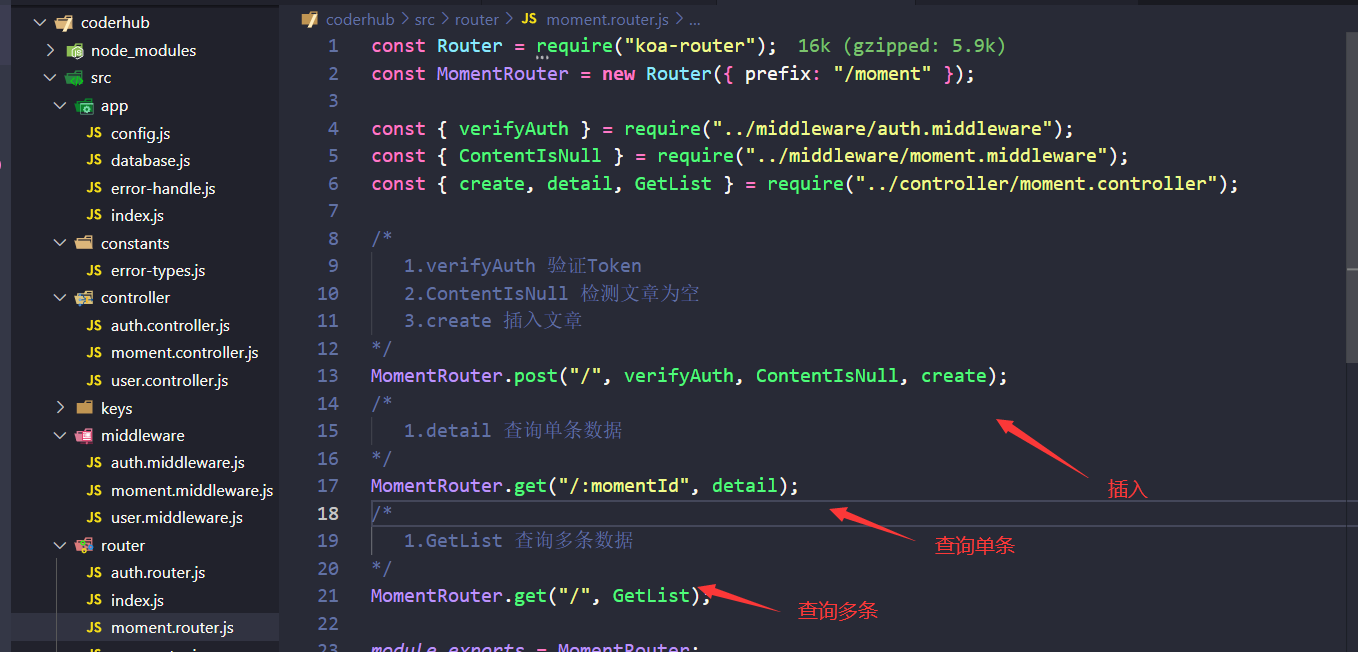 coderhub
node_modules
src
app
JS config.js
JS database.js
JS error-handle.js
JS index.js
constants
JS error-types.js
controller
JS auth.controller.js
JS moment.controller.js
JS user.controller.js
keys
middleware
JS auth.middleware.js
JS moment.middleware.js
JS user.middleware.js
router
JS auth.router.js
JS index.js
JS moment.router.js
coderhub > src > router > JS moment.router.js > ...
1 const Router = require("koa-router"); 16k (gzipped: 5.9k)
2 const MomentRouter = new Router({ prefix: "/moment" });
3
4 const { verifyAuth } = require("../middleware/auth.middleware");
5 const { ContentIsNull } = require("../middleware/moment.middleware");
6 const { create, detail, GetList } = require("../controller/moment.controller");
7
8 /*
9 1.verifyAuth 验证Token
10 2.ContentIsNull 检测文章为空
11 3.create 插入文章
12 */
13 MomentRouter.post("/", verifyAuth, ContentIsNull, create);
14 /*
15 1.detail 查询单条数据
16 */
插入
17 MomentRouter.get("/:momentId", detail);
18 /*
19 1.GetList 查询多条数据
查询单条
20 */
21 MomentRouter.get("/", GetList);
查询多条
22
23 module.exports = MomentRouter;